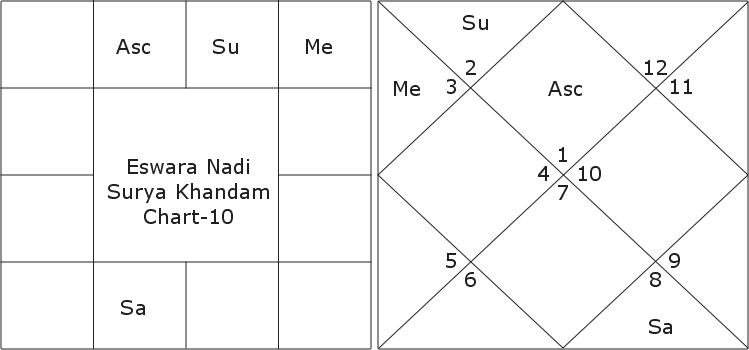 Asc Su Me
Eswara Nadi
Surya Khandam
Chart-10
Sa
Su
2 12
Me 3 Asc 11
1
4 10
7
5 9
6 8
Sa